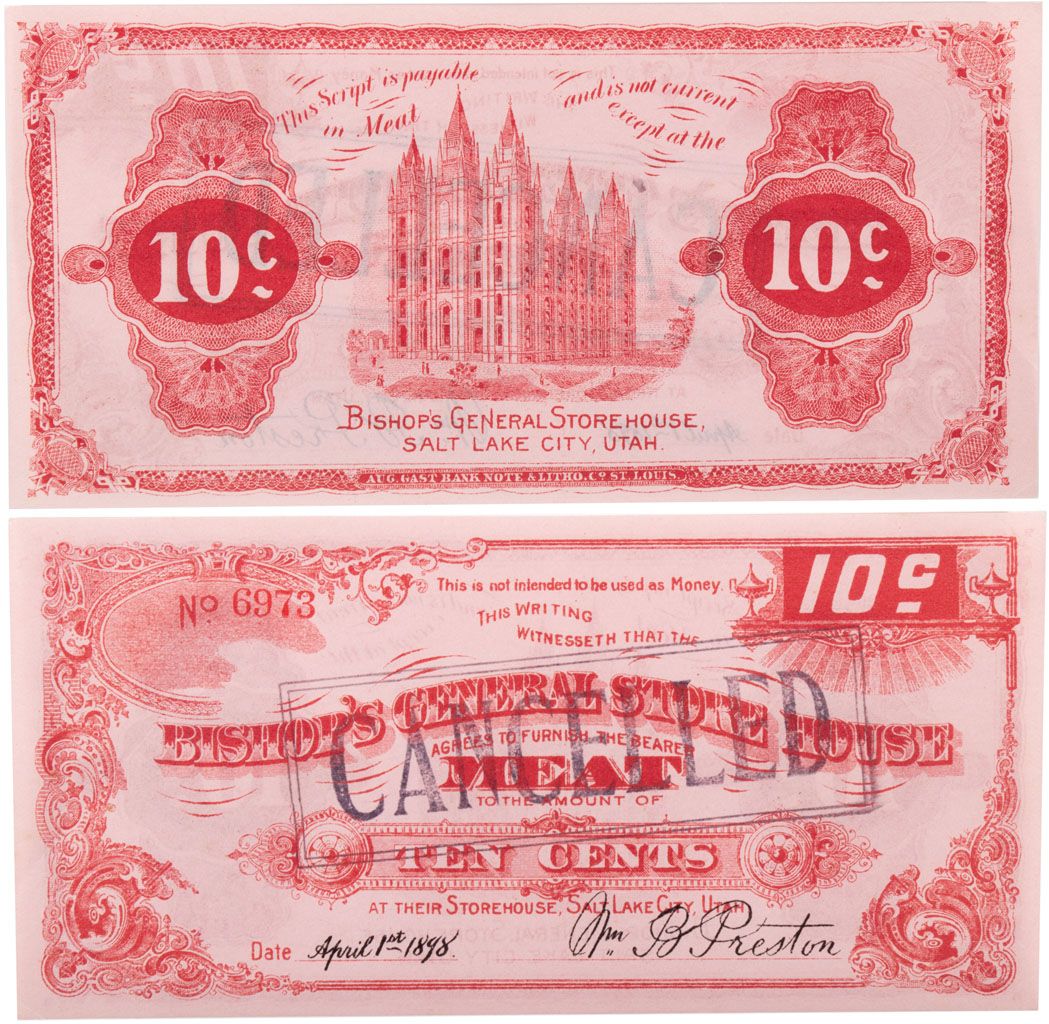 This Script is payable
in Meat
and is not current
except at the
10c
10c
BISHOP'S GENERAL STOREHOUSE,
SALT LAKE CITY, UTAH.
AUG. GAST BANK NOTE & LITHO. CO. ST. LOUIS.
No 6973
This is not intended to be used as Money.
10c
THIS WRITING
WITNESSETH THAT THE
BISHOP'S GENERAL STORE HOUSE
AGREES TO FURNISH THE BEARER
MEAT
TO THE AMOUNT OF
TEN CENTS
CANCELLED
AT THEIR STOREHOUSE, SALT LAKE CITY, UTAH
Date April 1st 1898.
Wm B Preston